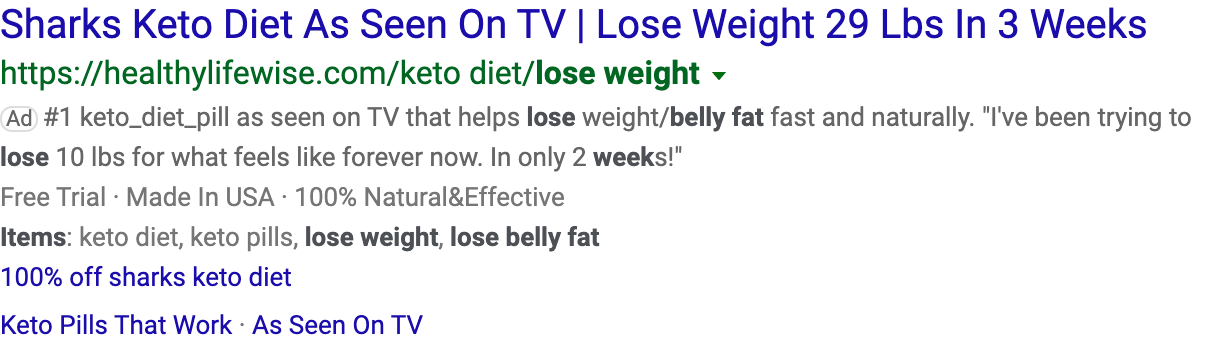 Sharks Keto Diet As Seen On TV | Lose Weight 29 Lbs In 3 Weeks
https://healthylifewise.com/keto diet/lose weight
Ad #1 keto_diet_pill as seen on TV that helps lose weight/belly fat fast and naturally. "I've been trying to
lose 10 lbs for what feels like forever now. In only 2 weeks!"
Free Trial · Made In USA · 100% Natural&Effective
Items: keto diet, keto pills, lose weight, lose belly fat
100% off sharks keto diet
Keto Pills That Work · As Seen On TV